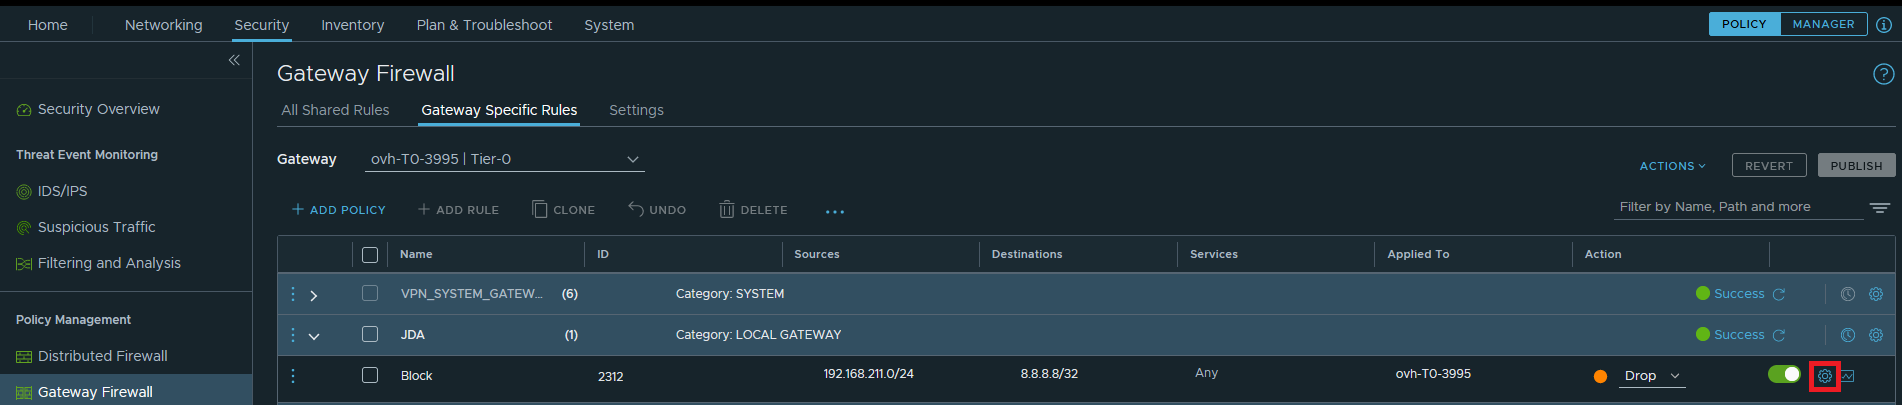 Home Networking Security Inventory Plan & Troubleshoot System POLICY MANAGER
Gateway Firewall
Security Overview
Threat Event Monitoring
IDS/IPS
Suspicious Traffic
Filtering and Analysis
Policy Management
Distributed Firewall
Gateway Firewall
All Shared Rules Gateway Specific Rules Settings
Gateway ovh-T0-3995 | Tier-0 ACTIONS REVERT PUBLISH
+ ADD POLICY + ADD RULE CLONE UNDO DELETE ... Filter by Name, Path and more
Name ID Sources Destinations Services Applied To Action
VPN_SYSTEM_GATEW... (6) Category: SYSTEM Success
JDA (1) Category: LOCAL GATEWAY Success
Block 2312 192.168.211.0/24 8.8.8.8/32 Any ovh-T0-3995 Drop